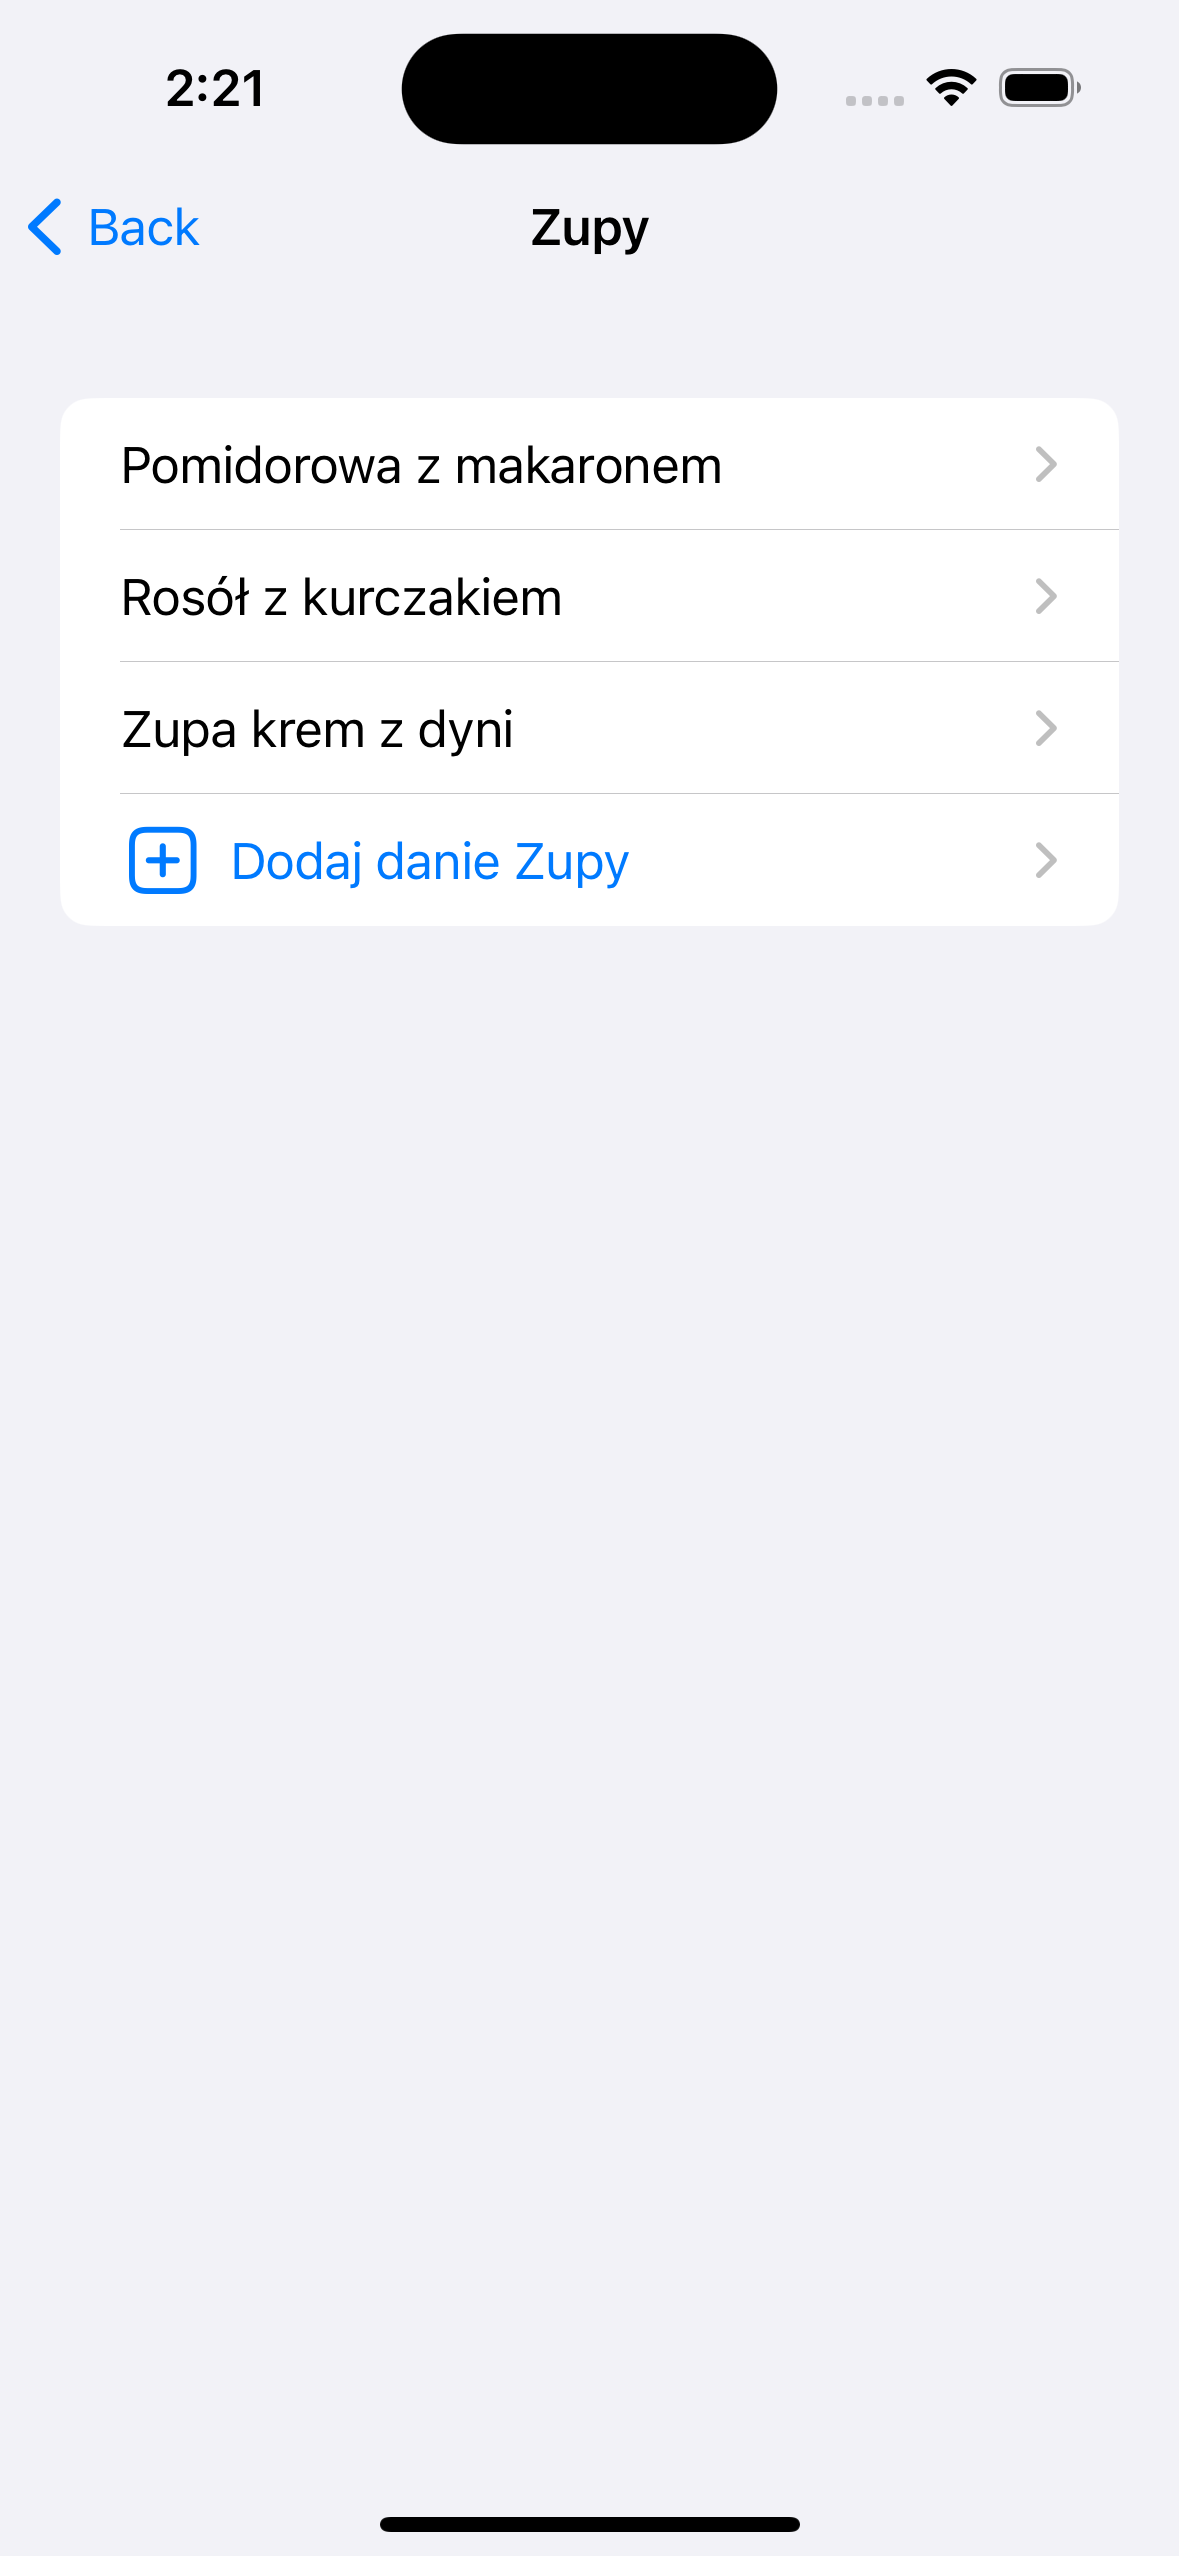 2:21
Back
Zupy
Pomidorowa z makaronem
Rosół z kurczakiem
Zupa krem z dyni
Dodaj danie Zupy